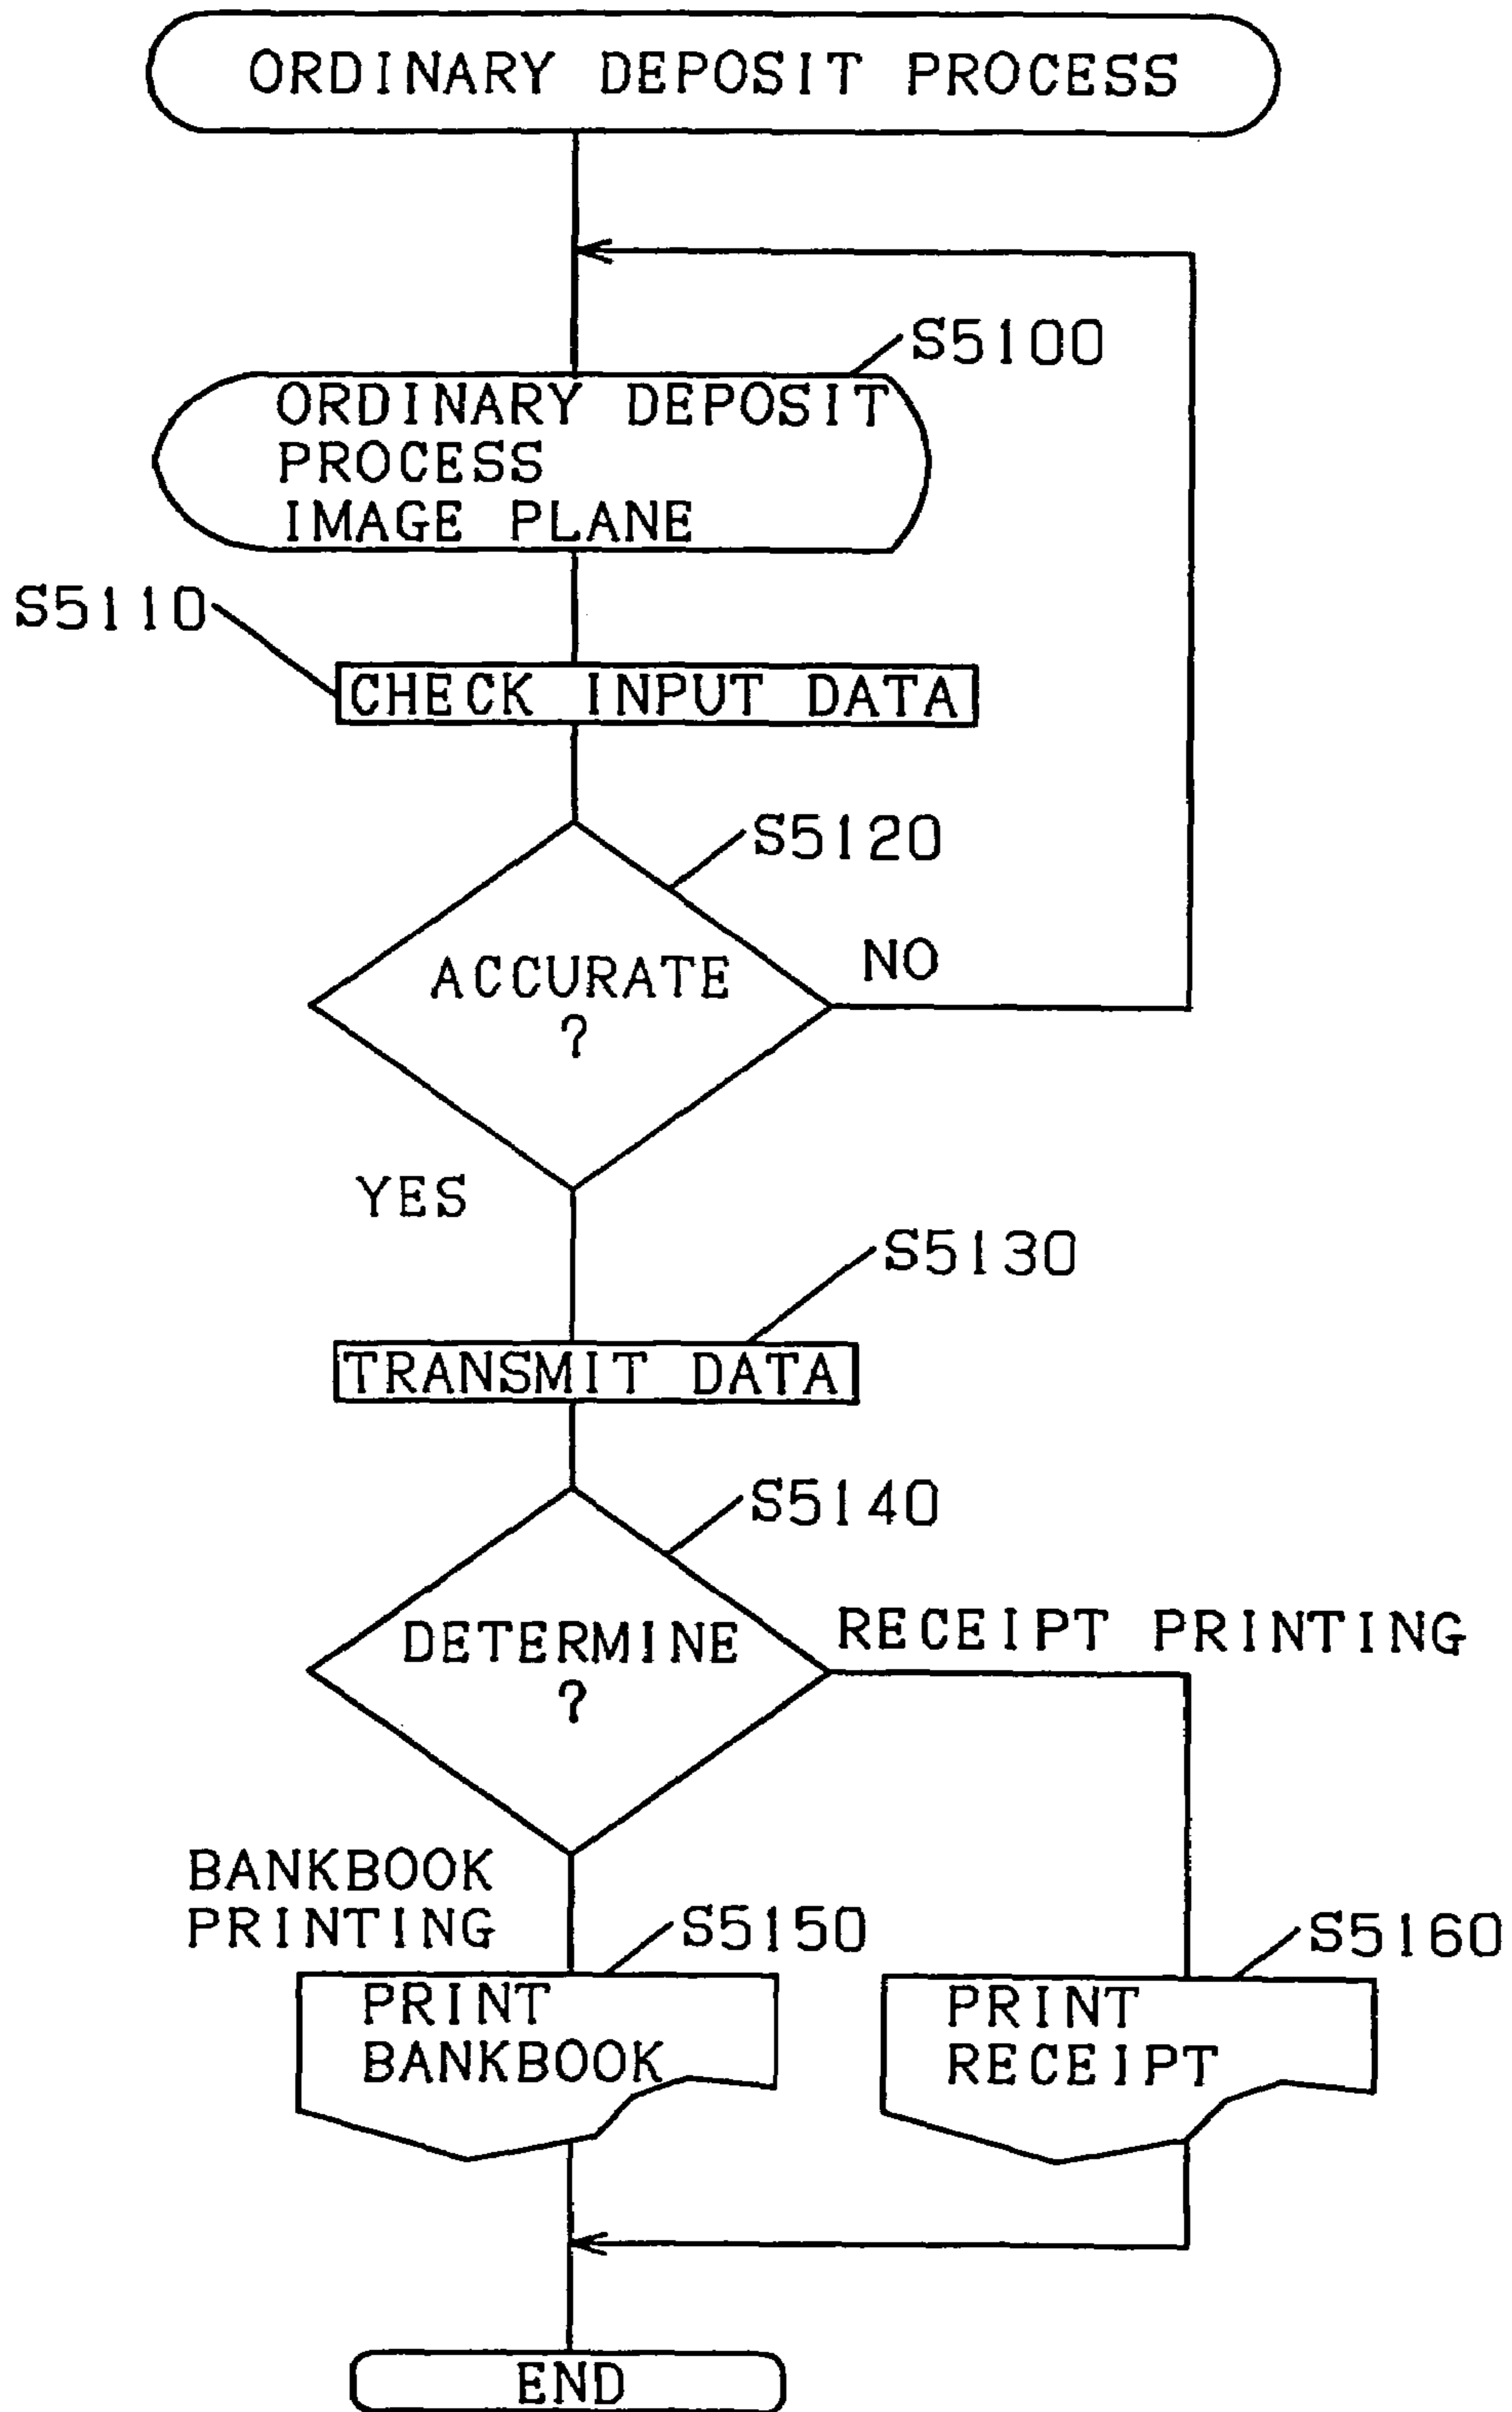 ORDINARY DEPOSIT PROCESS
S5100
ORDINARY DEPOSIT
PROCESS
IMAGE PLANE
S5110
CHECK INPUT DATA
S5120
ACCURATE
?
NO
YES
S5130
TRANSMIT DATA
S5140
DETERMINE
?
RECEIPT PRINTING
BANKBOOK
PRINTING
S5150
PRINT
BANKBOOK
S5160
PRINT
RECEIPT
END